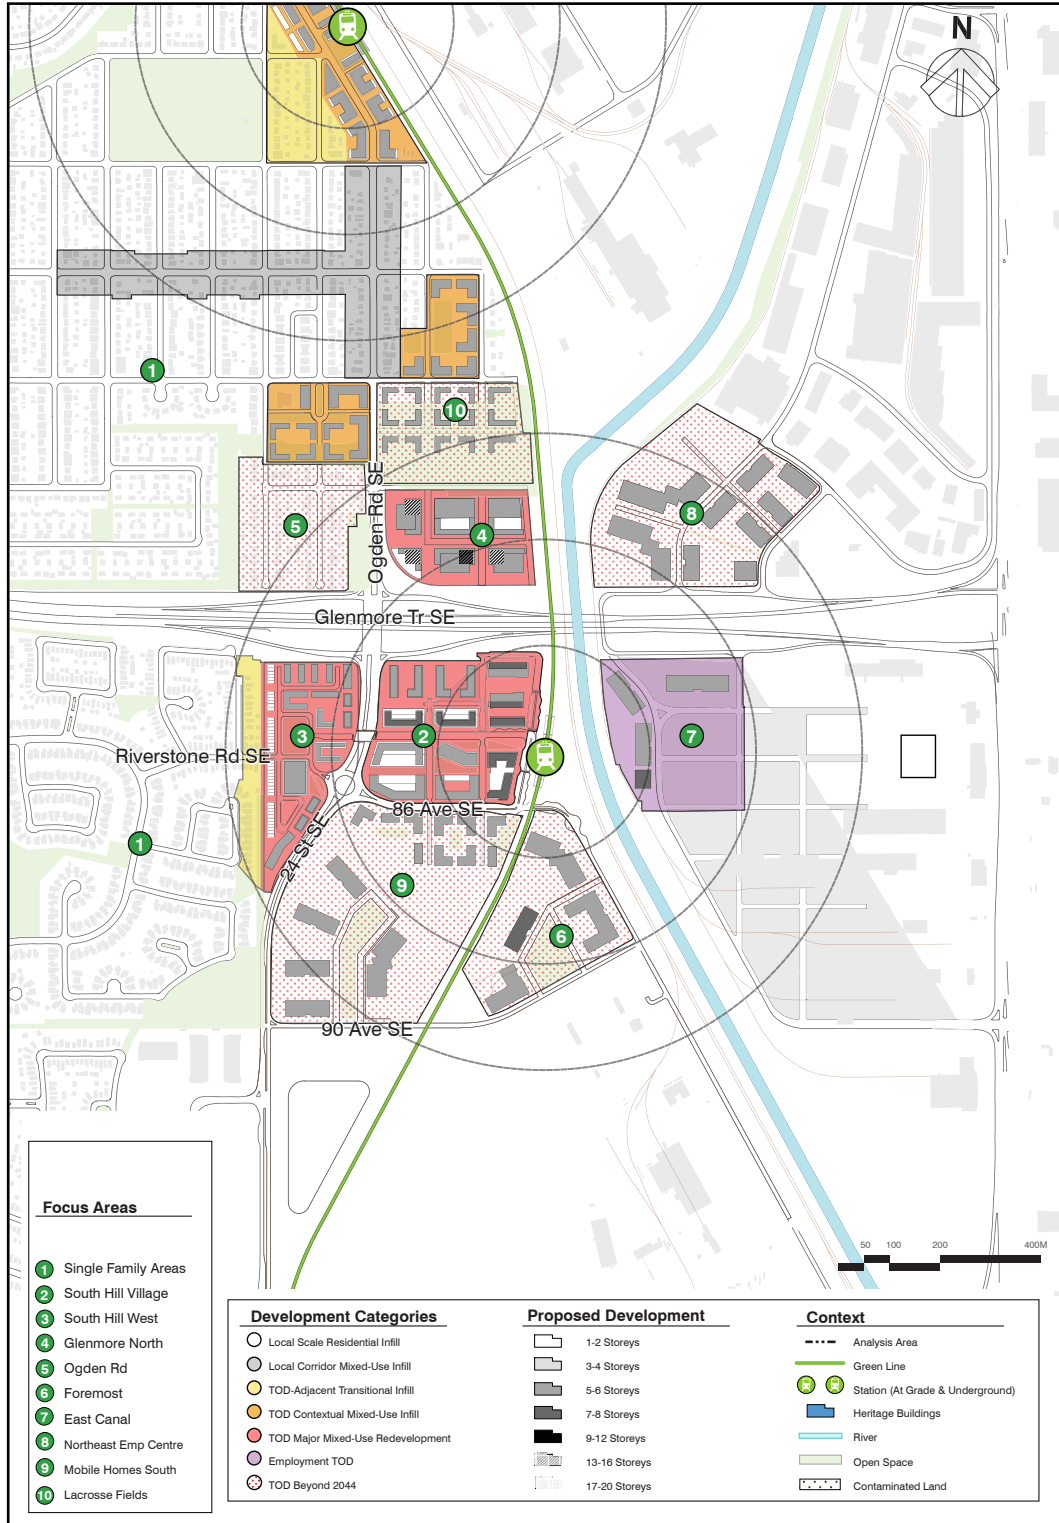 N
1
10
5
4
8
Ogden Rd SE
Glenmore Tr SE
3
2
7
Riverstone Rd SE
86 Ave SE
24 St SE
1
9
6
90 Ave SE
50 100 200 400M
Focus Areas
1 Single Family Areas
2 South Hill Village
3 South Hill West
4 Glenmore North
5 Ogden Rd
6 Foremost
7 East Canal
8 Northeast Emp Centre
9 Mobile Homes South
10 Lacrosse Fields
Development Categories
Local Scale Residential Infill
Local Corridor Mixed-Use Infill
TOD-Adjacent Transitional Infill
TOD Contextual Mixed-Use Infill
TOD Major Mixed-Use Redevelopment
Employment TOD
TOD Beyond 2044
Proposed Development
1-2 Storeys
3-4 Storeys
5-6 Storeys
7-8 Storeys
9-12 Storeys
13-16 Storeys
17-20 Storeys
Context
Analysis Area
Green Line
Station (At Grade & Underground)
Heritage Buildings
River
Open Space
Contaminated Land